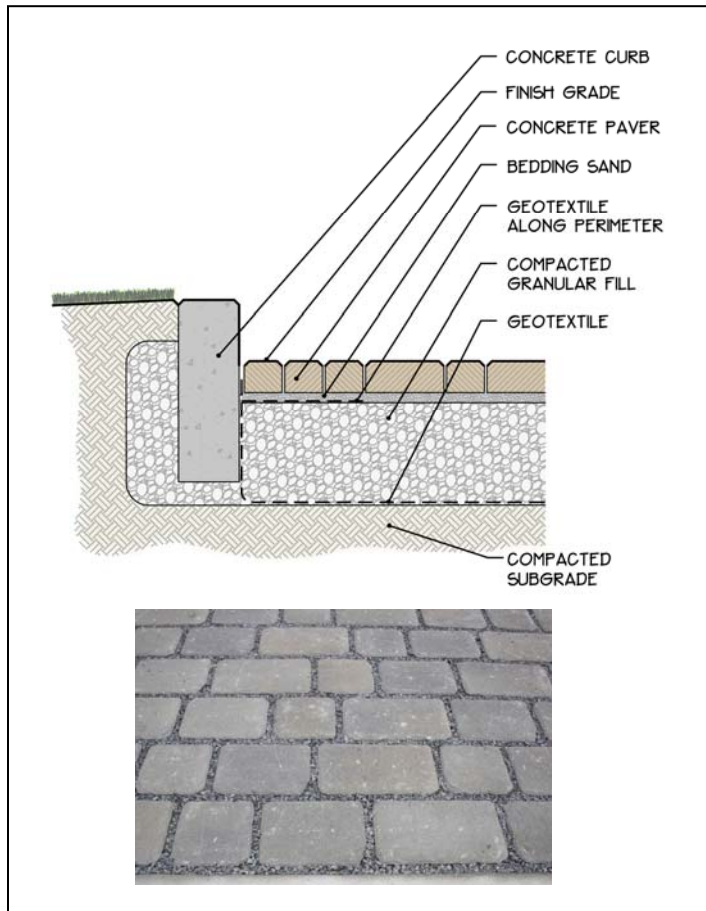 CONCRETE CURB
FINISH GRADE
CONCRETE PAVER
BEDDING SAND
GEOTEXTILE
ALONG PERIMETER
COMPACTED
GRANULAR FILL
GEOTEXTILE
COMPACTED
SUBGRADE